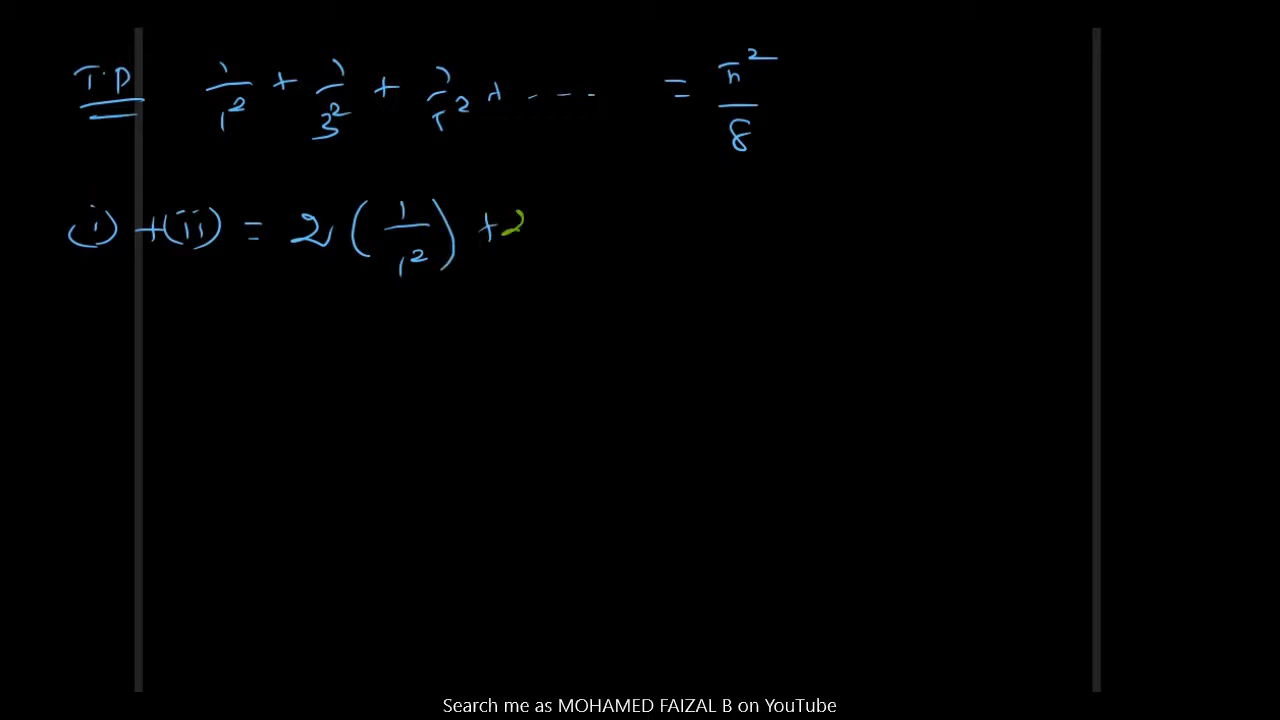 T.P 1/1² + 1/3² + 1/5² + ---- = π²/8
(i) + (ii) = 2 (1/1²) + 2
Search me as MOHAMED FAIZAL B on YouTube